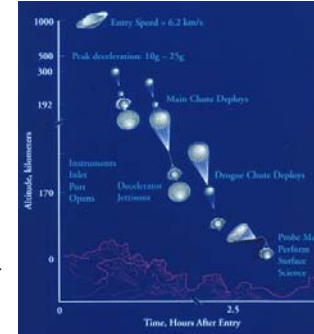 1000
Entry Speed = 6.2 km/s
500
Peak deceleration: 10g – 25g
300
192
Main Chute Deploys
Altitude, kilometers
Instruments
Inlet
Port
Opens
Decelerator
Jettisons
Drogue Chute Deploys
170
Probe Ma
Perform
Surface
Science
0
0
2.5
Time, Hours After Entry